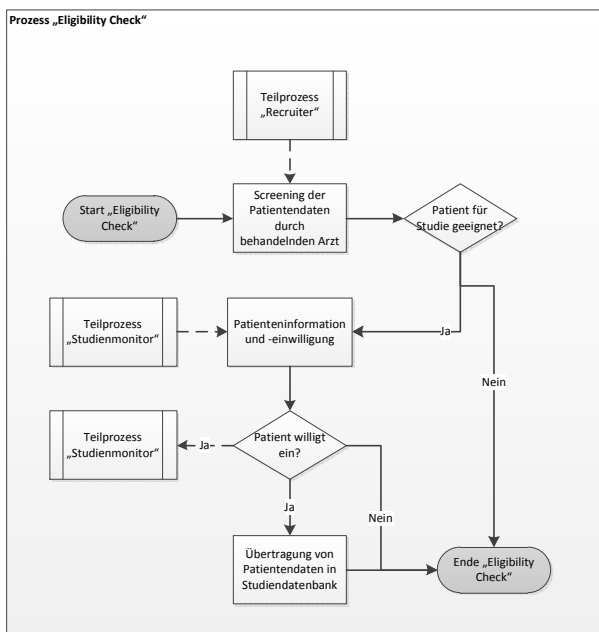 Prozess „Eligibility Check“
Teilprozess
„Recruiter“
Start „Eligibility
Check“
Screening der
Patientendaten
durch
behandelnden Arzt
Patient für
Studie geeignet?
Teilprozess
„Studienmonitor“
Patienteninformation
und -einwilligung
Ja
Nein
Teilprozess
„Studienmonitor“
Ja
Patient willigt
ein?
Ja
Nein
Übertragung von
Patientendaten in
Studiendatenbank
Ende „Eligibility
Check“